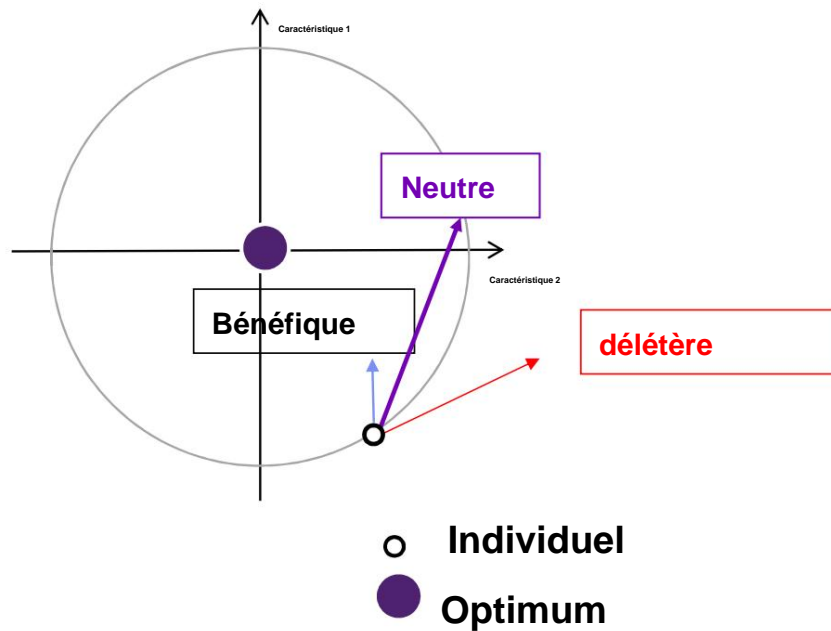 Caractéristique 1
Neutre
Caractéristique 2
Bénéfique
délétère
Individuel
Optimum